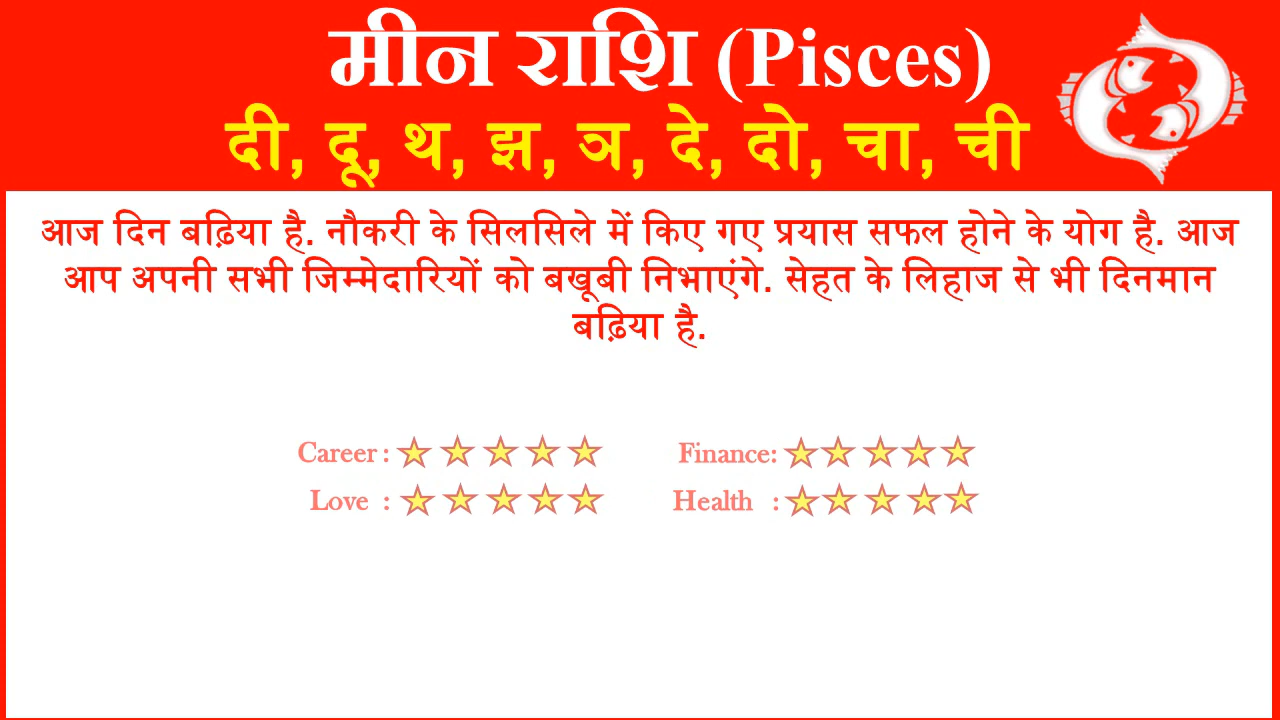 मीन राशि (Pisces)
दी, दू, थ, झ, ञ, दे, दो, चा, ची
आज दिन बढ़िया है. नौकरी के सिलसिले में किए गए प्रयास सफल होने के योग है. आज
आप अपनी सभी जिम्मेदारियों को बखूबी निभाएंगे. सेहत के लिहाज से भी दिनमान
बढ़िया है.
Career : Finance:
Love : Health :